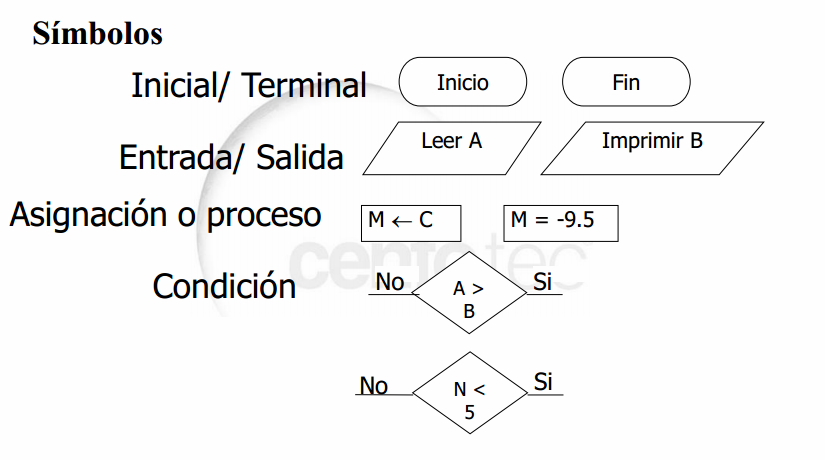 Símbolos
Inicial/ Terminal
Inicio
Fin
Entrada/ Salida
Leer A
Imprimir B
Asignación o proceso
M ← C
M = -9.5
centrotec
Condición
No
A >
B
Si
No
N <
5
Si